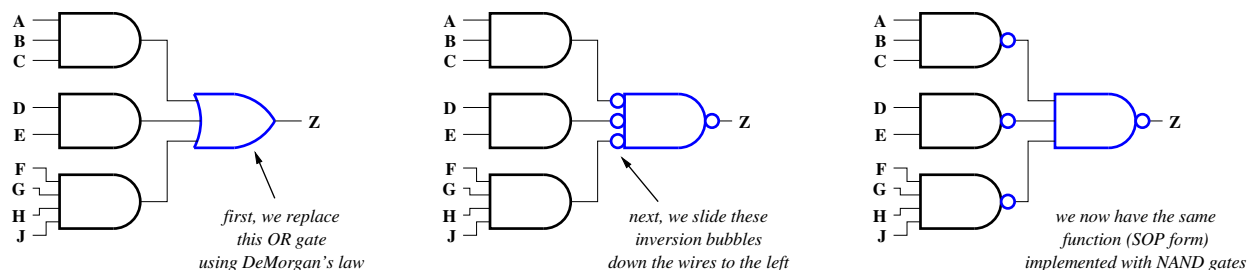 A
B
C
D
E
F
G
H
J
Z
first, we replace
this OR gate
using DeMorgan's law
A
B
C
D
E
F
G
H
J
Z
next, we slide these
inversion bubbles
down the wires to the left
A
B
C
D
E
F
G
H
J
Z
we now have the same
function (SOP form)
implemented with NAND gates